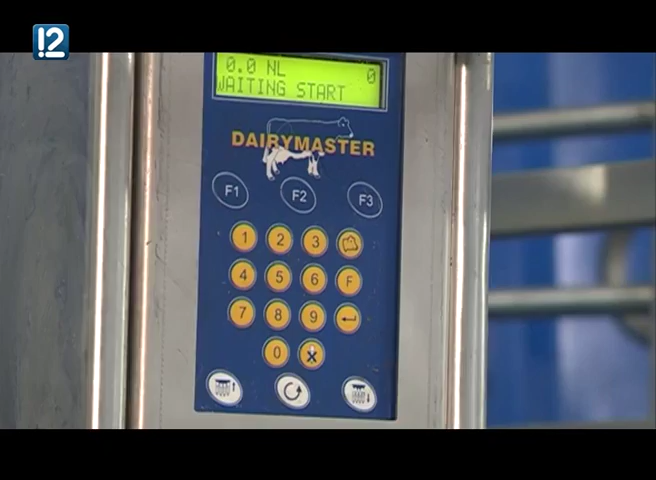 12
0.0 NL 0
WAITING START
DAIRYMASTER
F1 F2 F3
1 2 3
4 5 6 F
7 8 9
0 X